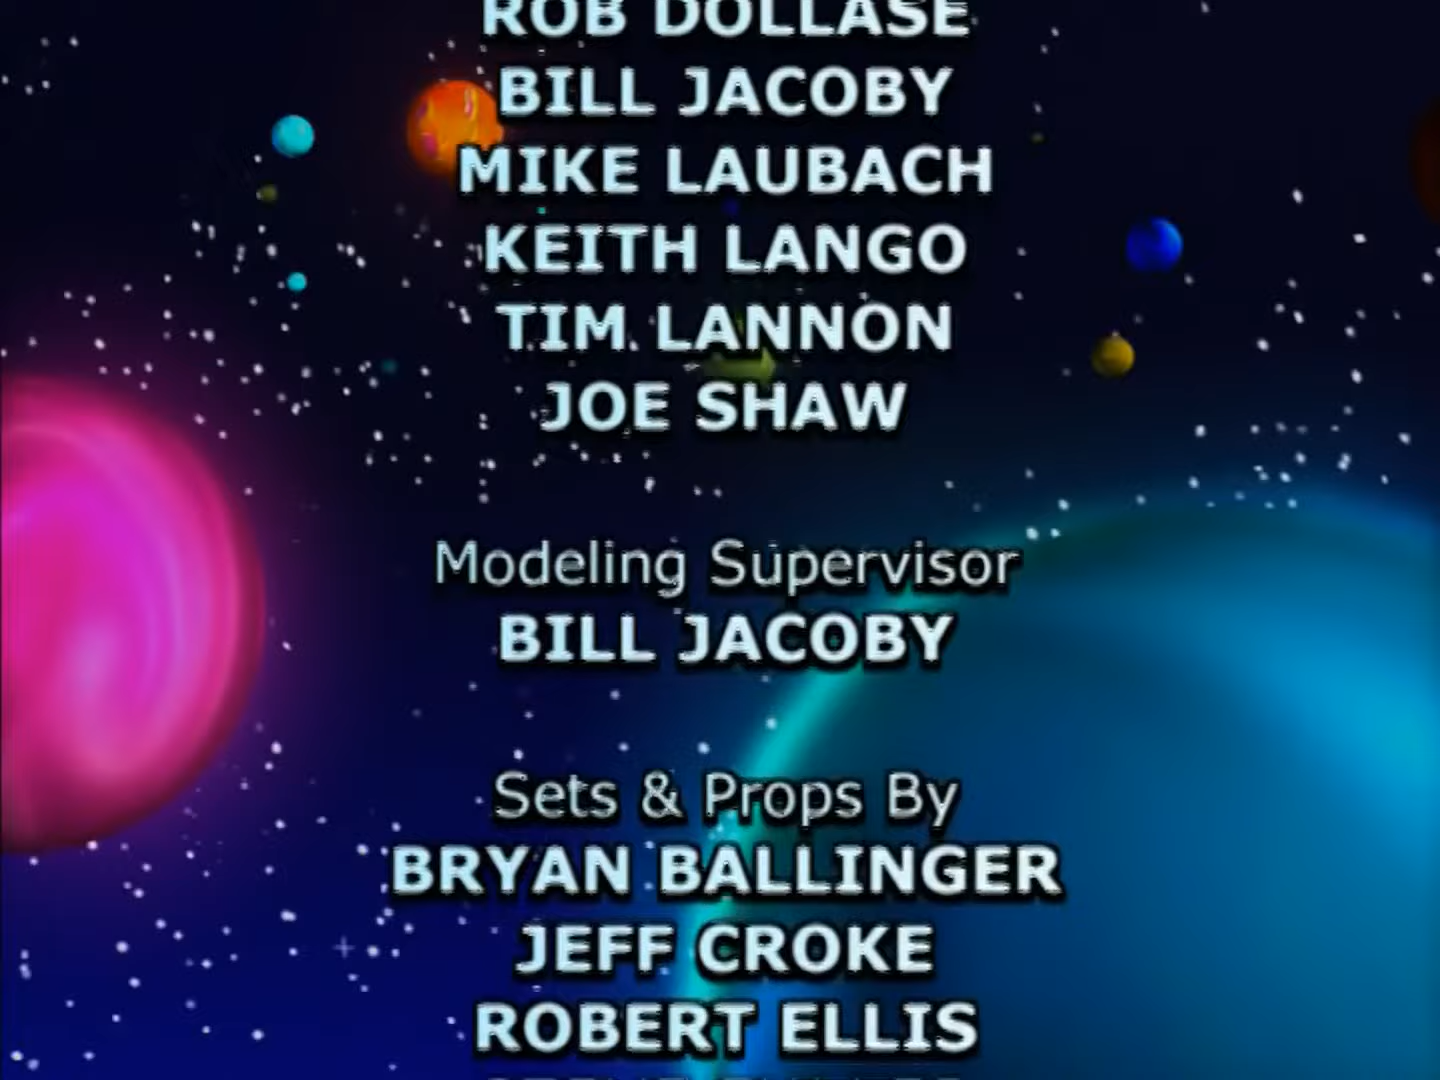 ROB DOLLASE
BILL JACOBY
MIKE LAUBACH
KEITH LANGO
TIM LANNON
JOE SHAW
Modeling Supervisor
BILL JACOBY
Sets & Props By
BRYAN BALLINGER
JEFF CROKE
ROBERT ELLIS